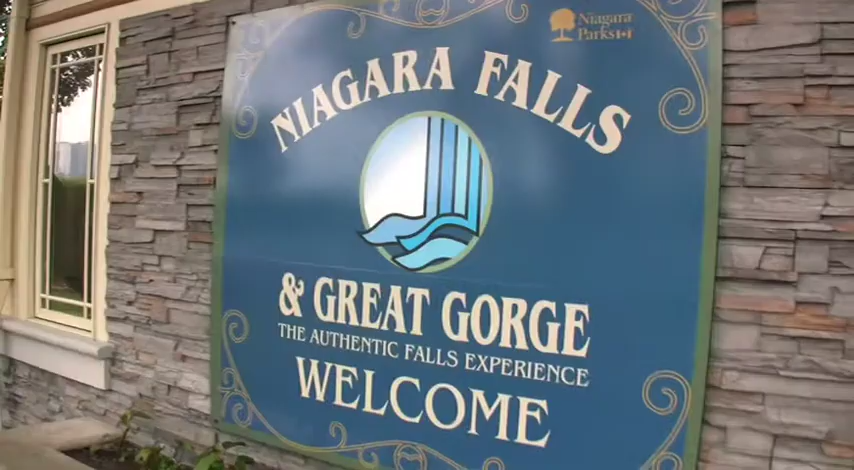 Niagara
Parks
NIAGARA FALLS
& GREAT GORGE
THE AUTHENTIC FALLS EXPERIENCE
WELCOME